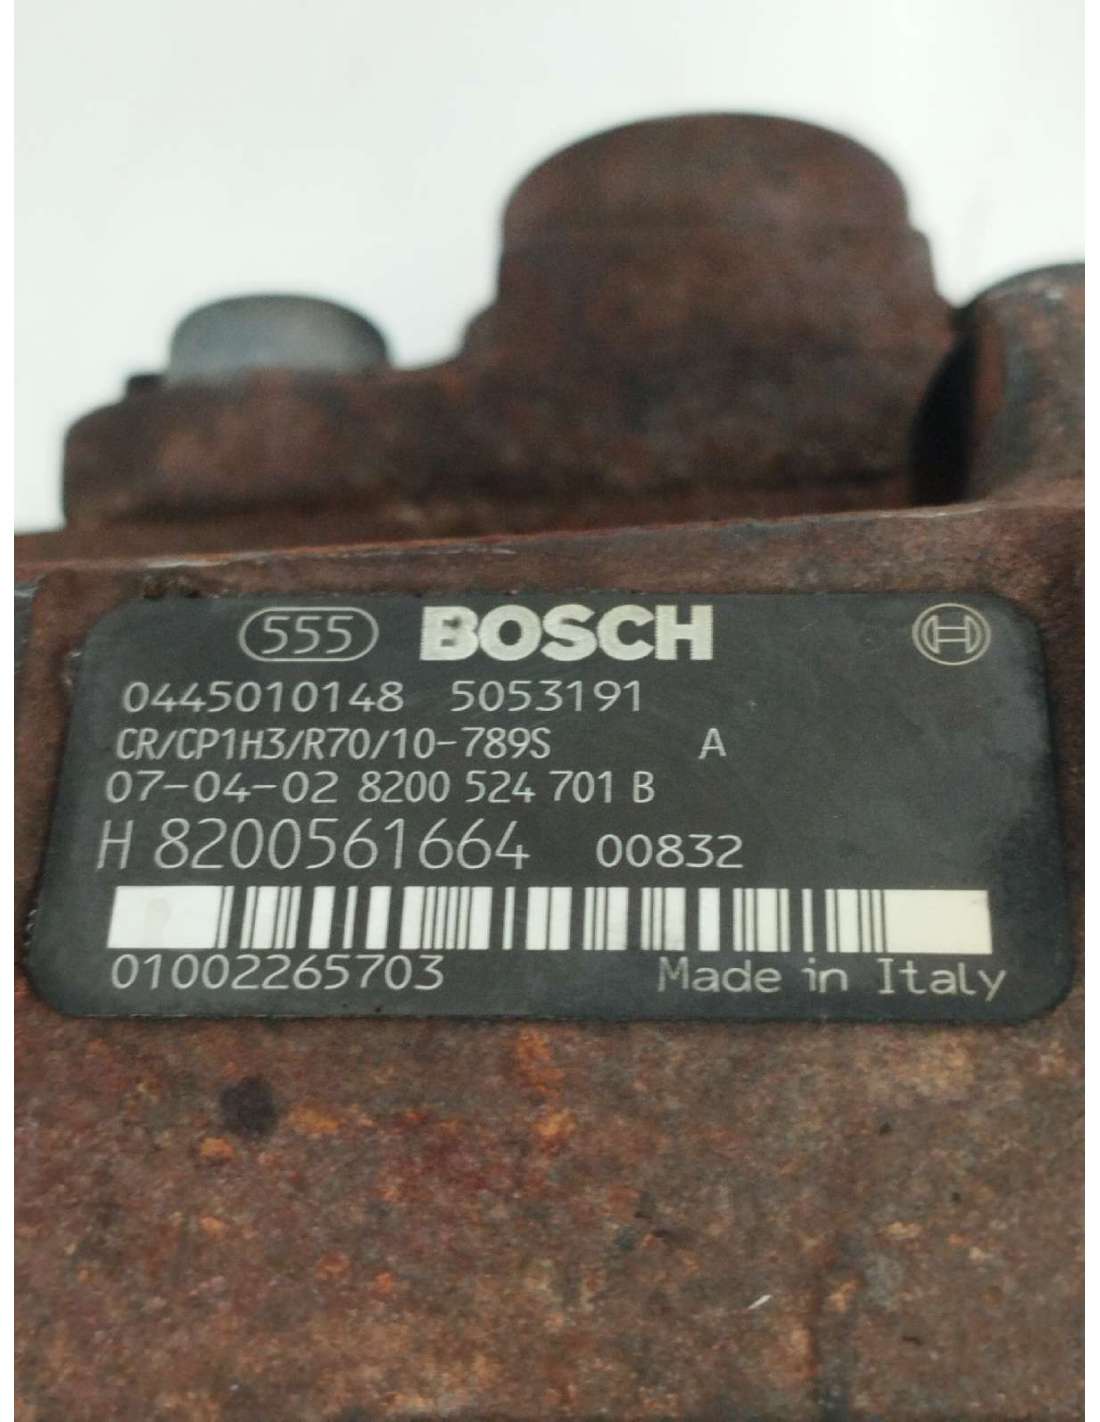 555 BOSCH
0445010148 5053191
CR/CP1H3/R70/10-789S A
07-04-02 8200 524 701 B
H 8200561664 00832
01002265703 Made in Italy